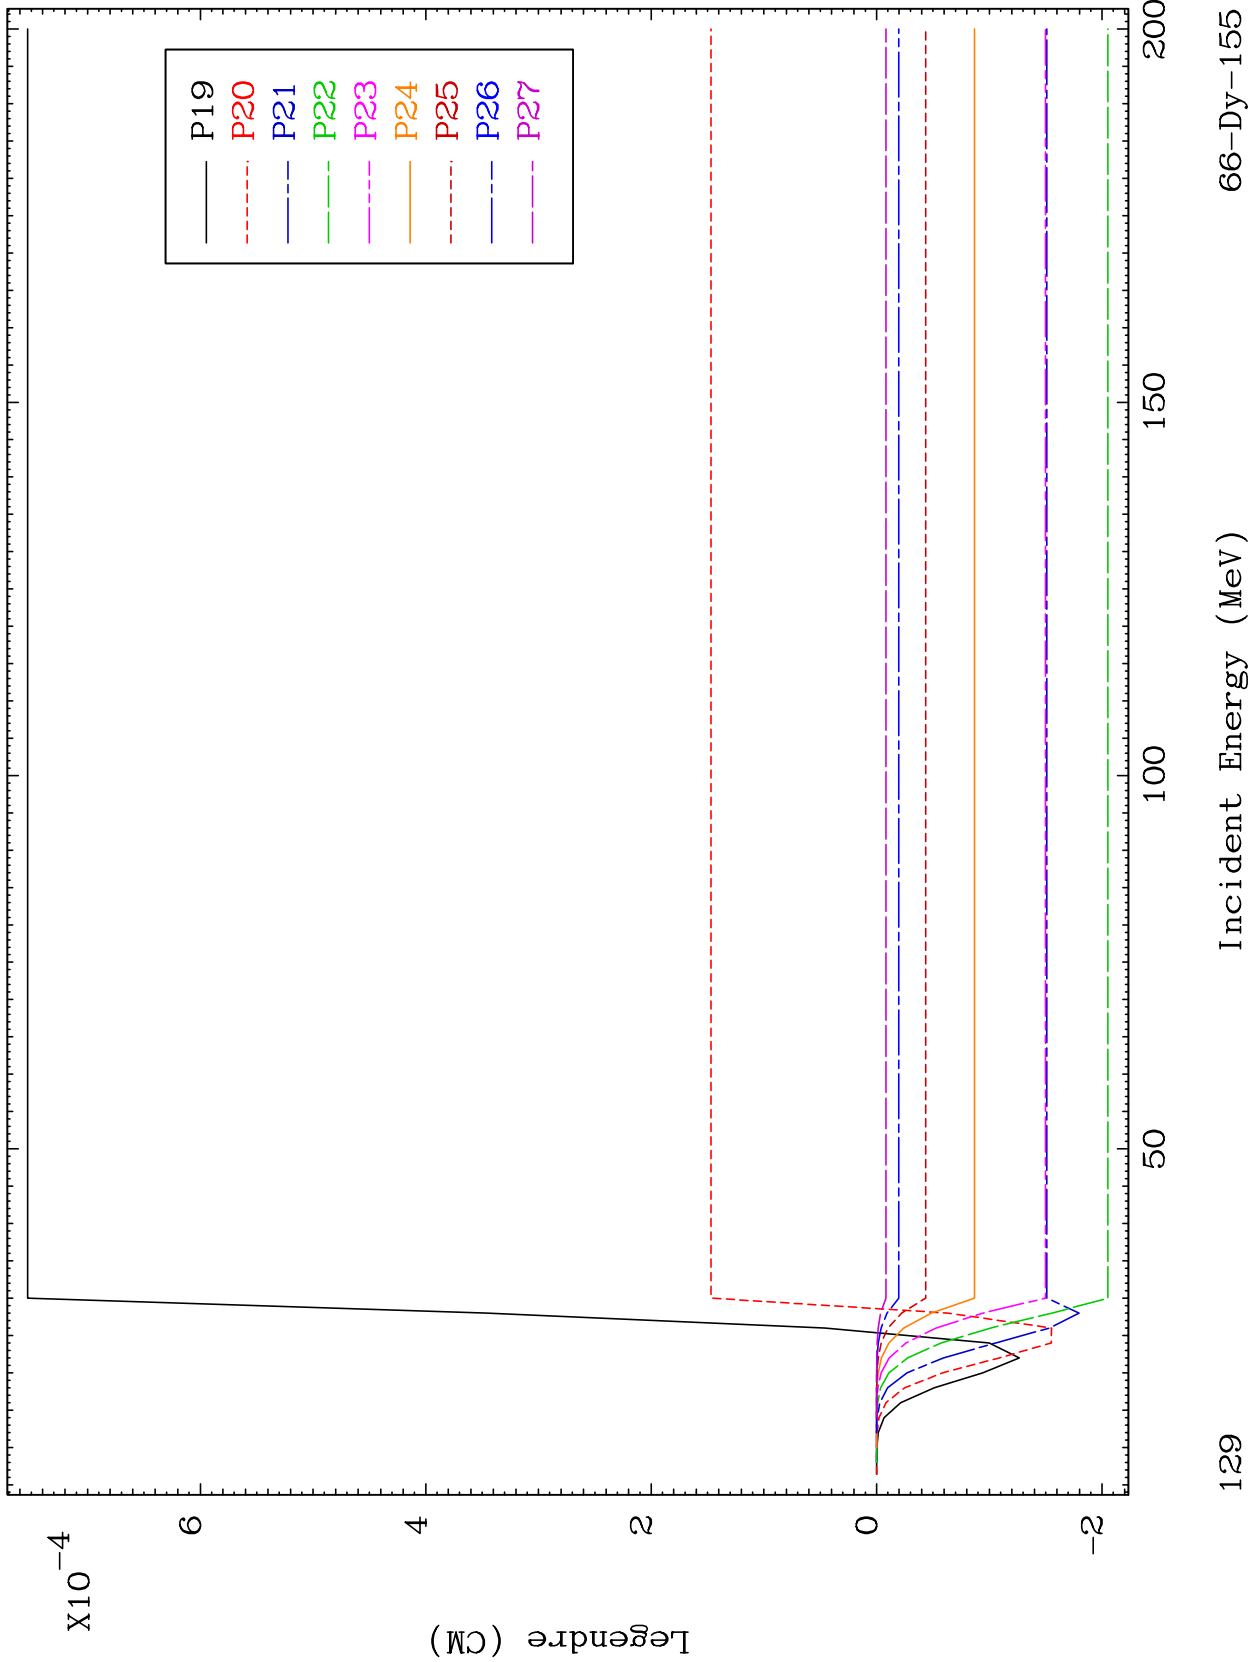 X10-4
6
4
2
0
-2
Legendre (CM)
P19
P20
P21
P22
P23
P24
P25
P26
P27
50
100
150
200
Incident Energy (MeV)
129
66-Dy-155